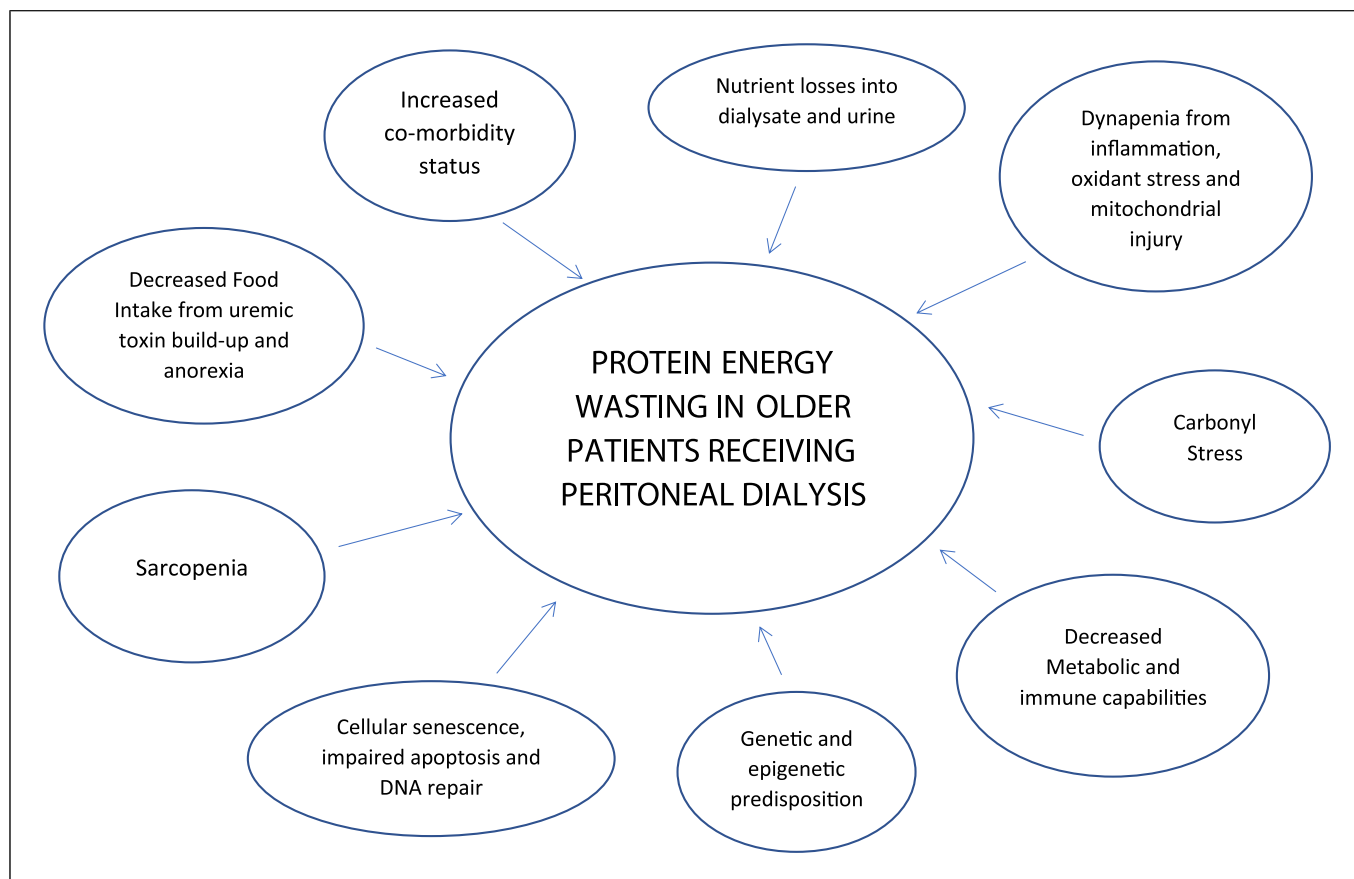 Increased
co-morbidity
status
Nutrient losses into
dialysate and urine
Dynapenia from
inflammation,
oxidant stress and
mitochondrial
injury
Decreased Food
Intake from uremic
toxin build-up and
anorexia
PROTEIN ENERGY
WASTING IN OLDER
PATIENTS RECEIVING
PERITONEAL DIALYSIS
Carbonyl
Stress
Sarcopenia
Decreased
Metabolic and
immune capabilities
Cellular senescence,
impaired apoptosis and
DNA repair
Genetic and
epigenetic
predisposition